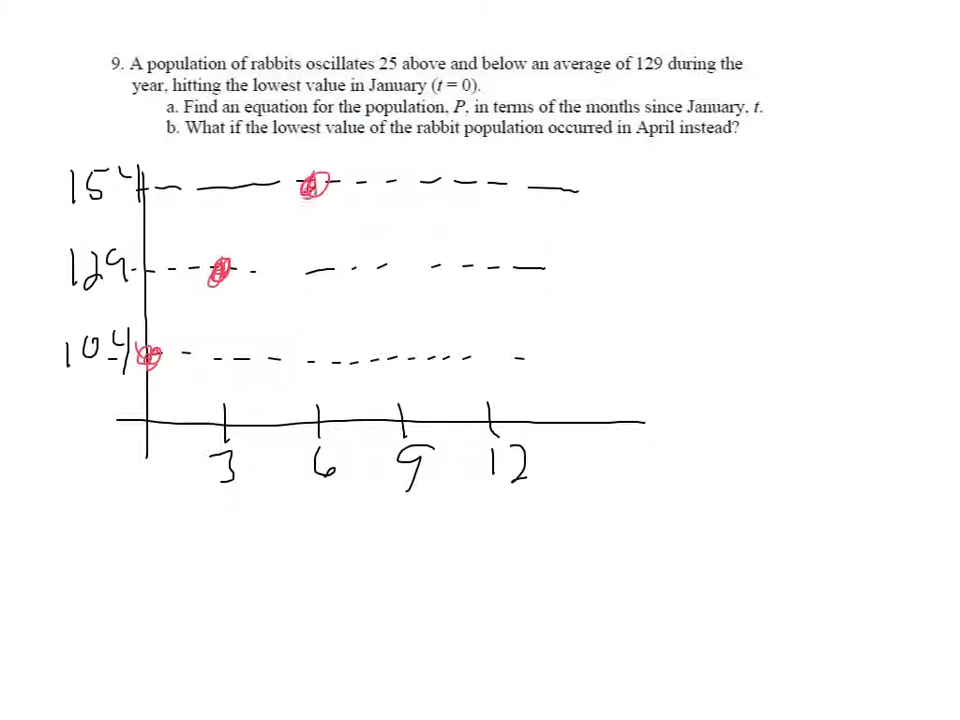 9. A population of rabbits oscillates 25 above and below an average of 129 during the
year, hitting the lowest value in January (t = 0).
a. Find an equation for the population, P, in terms of the months since January, t.
b. What if the lowest value of the rabbit population occurred in April instead?
154
129
104
3 6 9 12